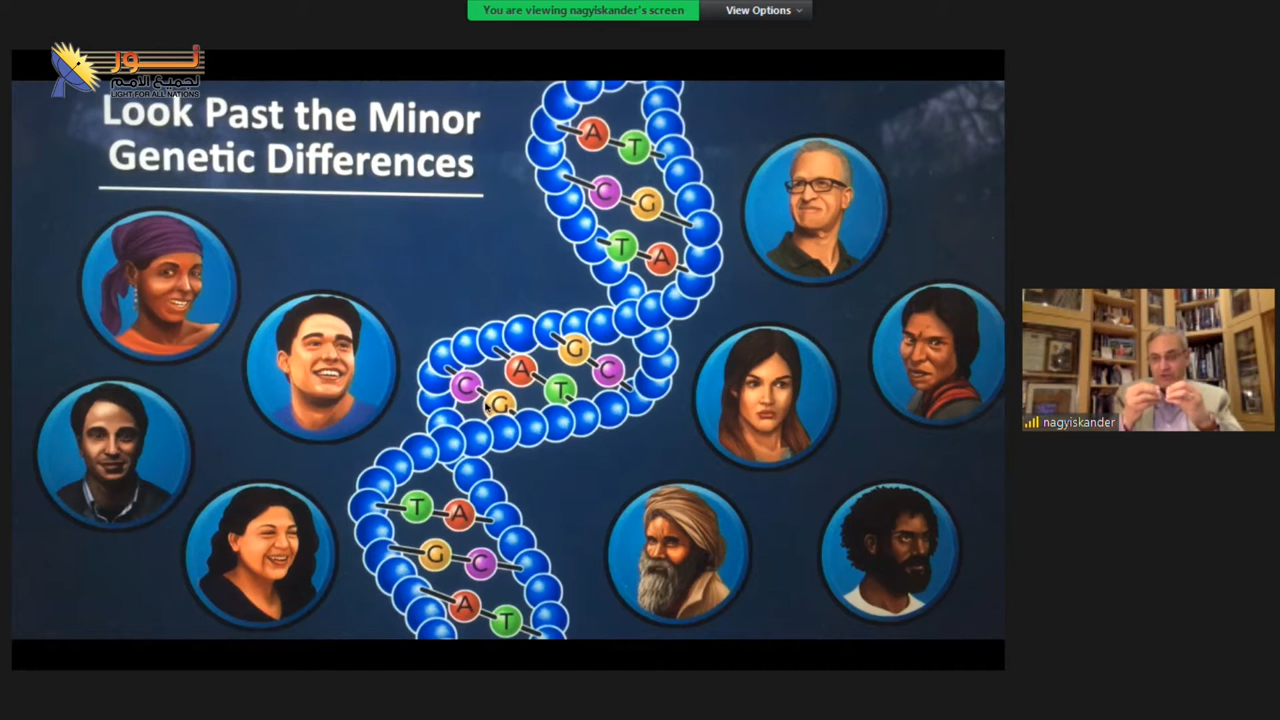 You are viewing nagyiskander's screen
View Options
نور
لجميع الامم
LIGHT FOR ALL NATIONS
Look Past the Minor
Genetic Differences
A T
C G
T A
G C
A T
C G
T A
G C
A T
nagyiskander